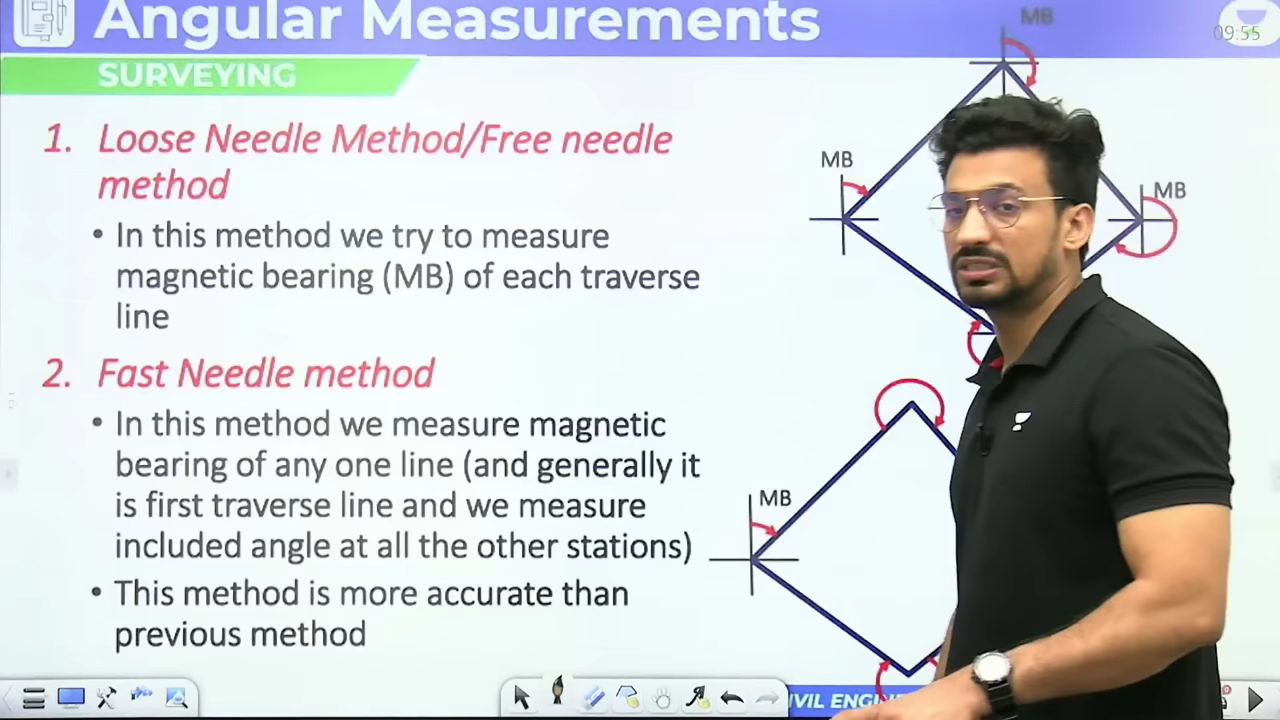 Angular Measurements
MB
09:55
SURVEYING
1. Loose Needle Method/Free needle
method
MB
MB
• In this method we try to measure
magnetic bearing (MB) of each traverse
line
2. Fast Needle method
• In this method we measure magnetic
bearing of any one line (and generally it
is first traverse line and we measure
included angle at all the other stations)
MB
• This method is more accurate than
previous method